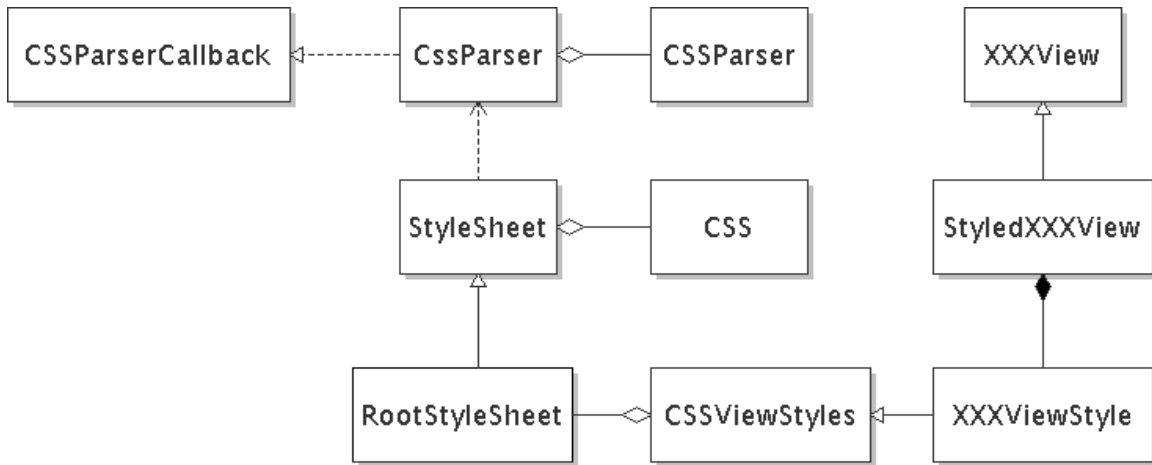 CSSParserCallback
CssParser
CSSParser
XXXView
StyleSheet
CSS
StyledXXXView
RootStyleSheet
CSSViewStyles
XXXViewStyle